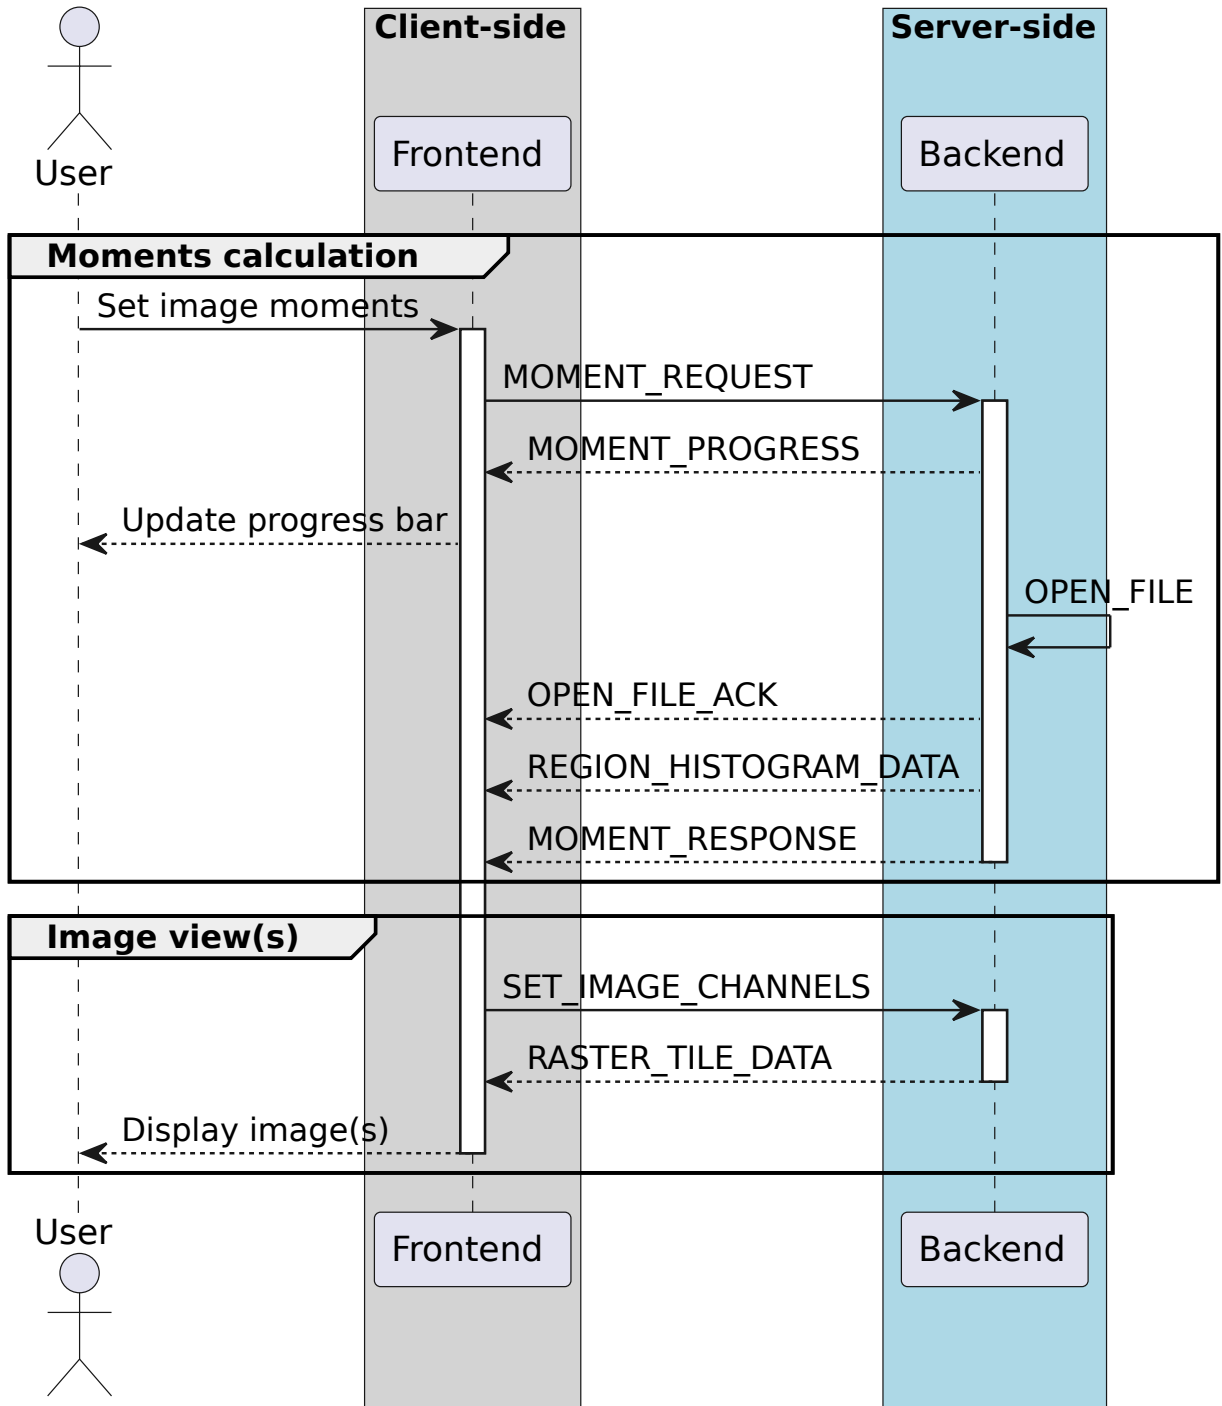 Client-side
Server-side
User
Frontend
Backend
Moments calculation
Set image moments
MOMENT_REQUEST
MOMENT_PROGRESS
Update progress bar
OPEN_FILE
OPEN_FILE_ACK
REGION_HISTOGRAM_DATA
MOMENT_RESPONSE
Image view(s)
SET_IMAGE_CHANNELS
RASTER_TILE_DATA
Display image(s)
User
Frontend
Backend